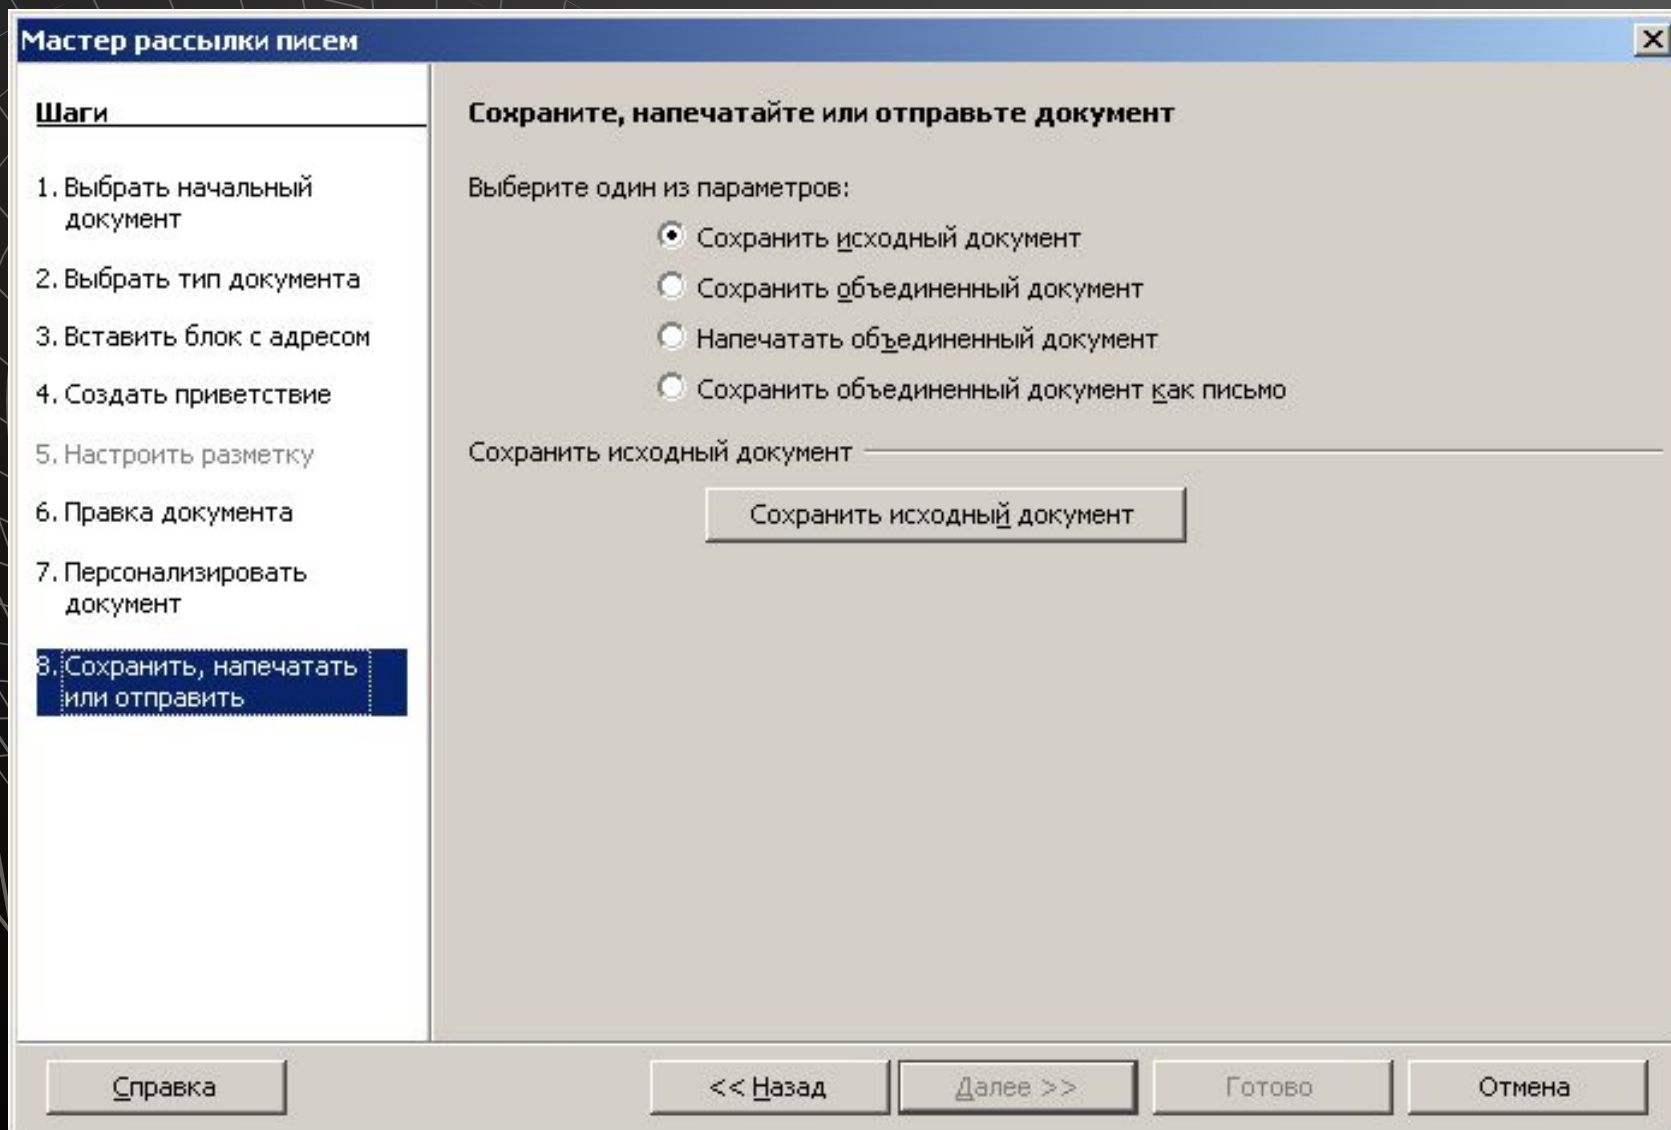 Мастер рассылки писем
Шаги
1. Выбрать начальный
документ
2. Выбрать тип документа
3. Вставить блок с адресом
4. Создать приветствие
5. Настроить разметку
6. Правка документа
7. Персонализировать
документ
8. Сохранить, напечатать
или отправить
Сохраните, напечатайте или отправьте документ
Выберите один из параметров:
Сохранить исходный документ
Сохранить объединенный документ
Напечатать объединенный документ
Сохранить объединенный документ как письмо
Сохранить исходный документ
Сохранить исходный документ
Справка
<< Назад
Далее >>
Готово
Отмена